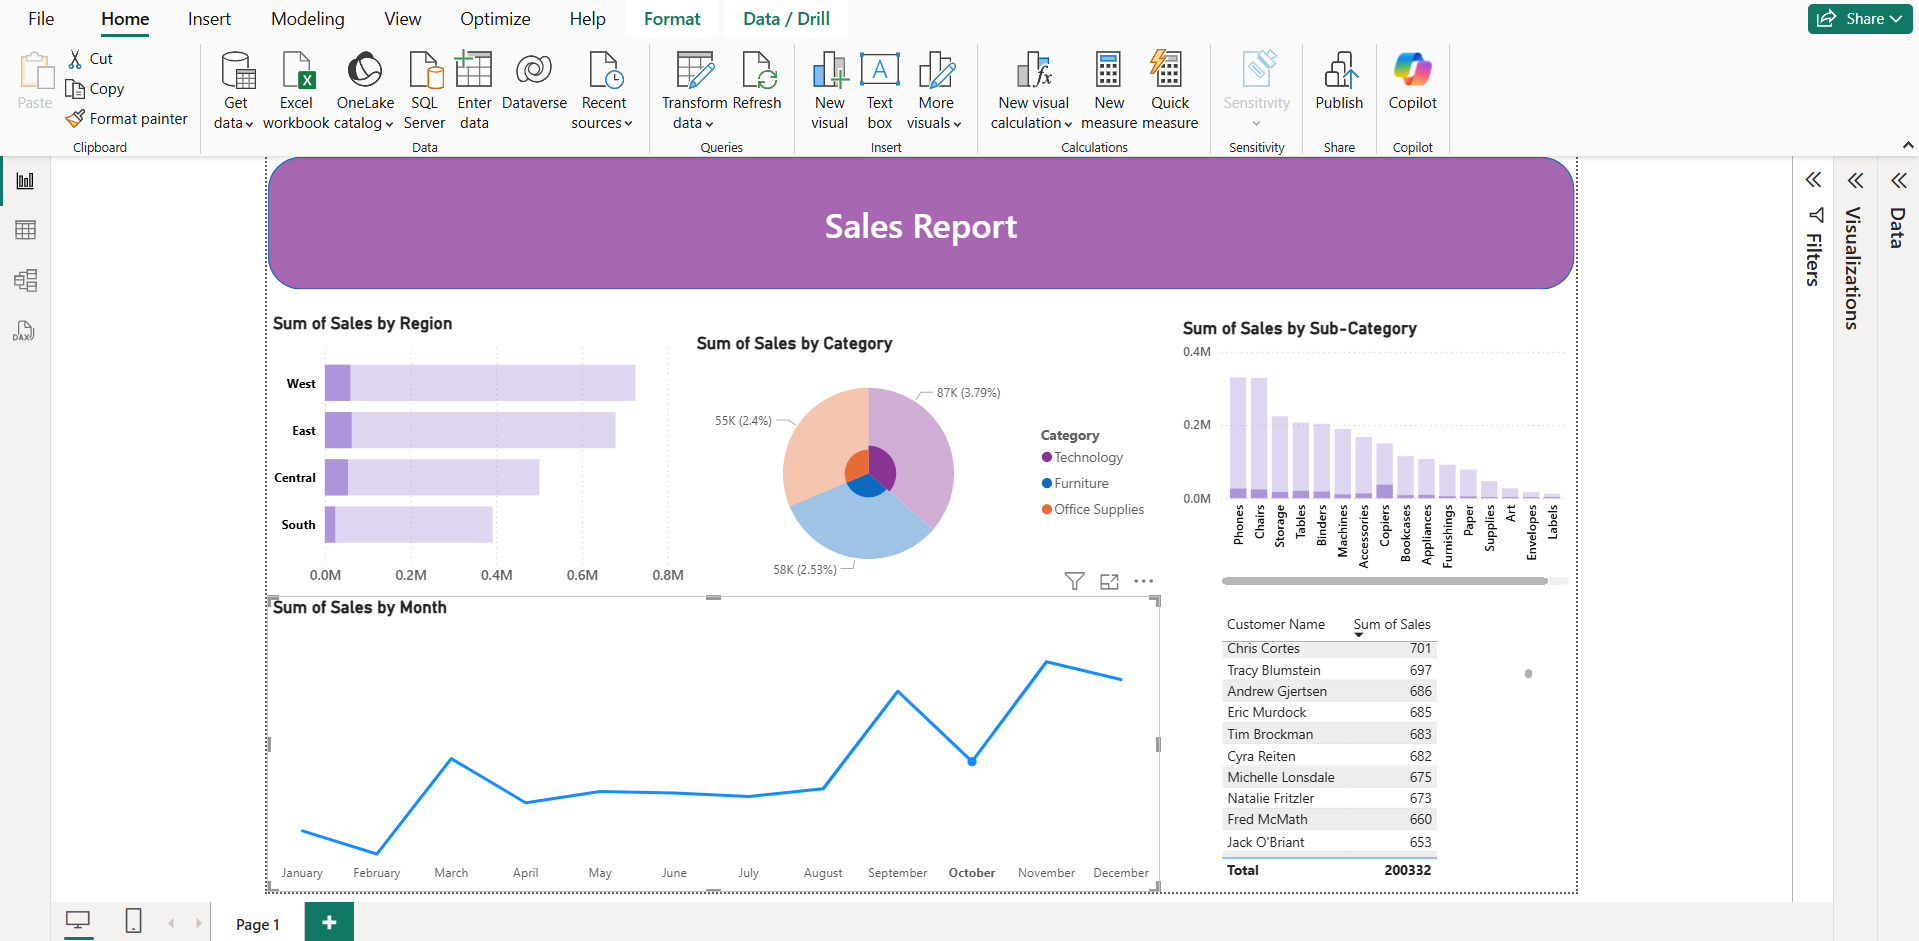 File Home Insert Modeling View Optimize Help Format Data / Drill Share
Paste
Cut
Copy
Format painter
Clipboard
Get data
Excel workbook
OneLake catalog
SQL Server
Enter data
Dataverse
Recent sources
Data
Transform data
Refresh
Queries
New visual
Text box
More visuals
Insert
New visual calculation
New measure
Quick measure
Calculations
Sensitivity
Sensitivity
Publish
Share
Copilot
Copilot
Sales Report
Sum of Sales by Region
West
East
Central
South
0.0M 0.2M 0.4M 0.6M 0.8M
Sum of Sales by Category
87K (3.79%)
55K (2.4%)
58K (2.53%)
Category
Technology
Furniture
Office Supplies
Sum of Sales by Sub-Category
0.4M
0.2M
0.0M
Phones
Chairs
Storage
Tables
Binders
Machines
Accessories
Copiers
Bookcases
Appliances
Furnishings
Paper
Supplies
Art
Envelopes
Labels
Sum of Sales by Month
January February March April May June July August September October November December
Customer Name Sum of Sales
Chris Cortes 701
Tracy Blumstein 697
Andrew Gjertsen 686
Eric Murdock 685
Tim Brockman 683
Cyra Reiten 682
Michelle Lonsdale 675
Natalie Fritzler 673
Fred McMath 660
Jack O'Briant 653
Total 200332
Filters
Visualizations
Data
DAX
Page 1